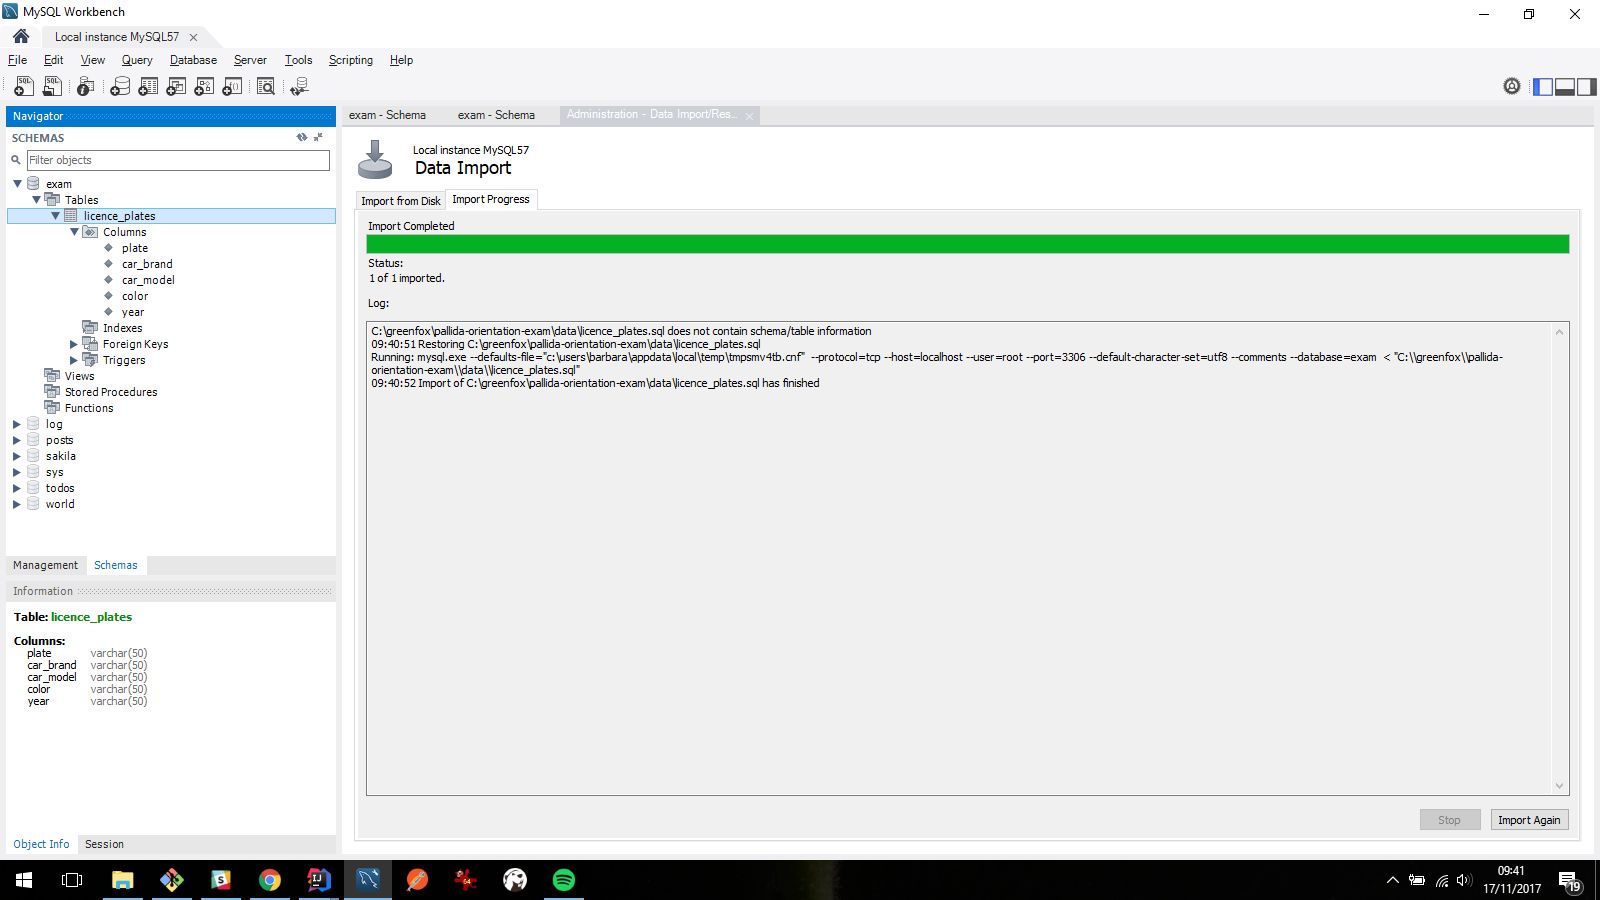 MySQL Workbench
Local instance MySQL57
File Edit View Query Database Server Tools Scripting Help
Navigator
SCHEMAS
Filter objects
exam
Tables
licence_plates
Columns
plate
car_brand
car_model
color
year
Indexes
Foreign Keys
Triggers
Views
Stored Procedures
Functions
log
posts
sakila
sys
todos
world
Management Schemas
Information
Table: licence_plates
Columns:
plate varchar(50)
car_brand varchar(50)
car_model varchar(50)
color varchar(50)
year varchar(50)
Object Info Session
exam - Schema exam - Schema Administration - Data Import/Res...
Local instance MySQL57
Data Import
Import from Disk Import Progress
Import Completed
Status:
1 of 1 imported.
Log:
C:\greenfox\pallida-orientation-exam\data\licence_plates.sql does not contain schema/table information
09:40:51 Restoring C:\greenfox\pallida-orientation-exam\data\licence_plates.sql
Running: mysql.exe --defaults-file="c:\users\barbara\appdata\local\temp\tmpsmv4tb.cnf" --protocol=tcp --host=localhost --user=root --port=3306 --default-character-set=utf8 --comments --database=exam < "C:\\greenfox\\pallida-
orientation-exam\\data\\licence_plates.sql"
09:40:52 Import of C:\greenfox\pallida-orientation-exam\data\licence_plates.sql has finished
Stop Import Again
09:41
17/11/2017
19